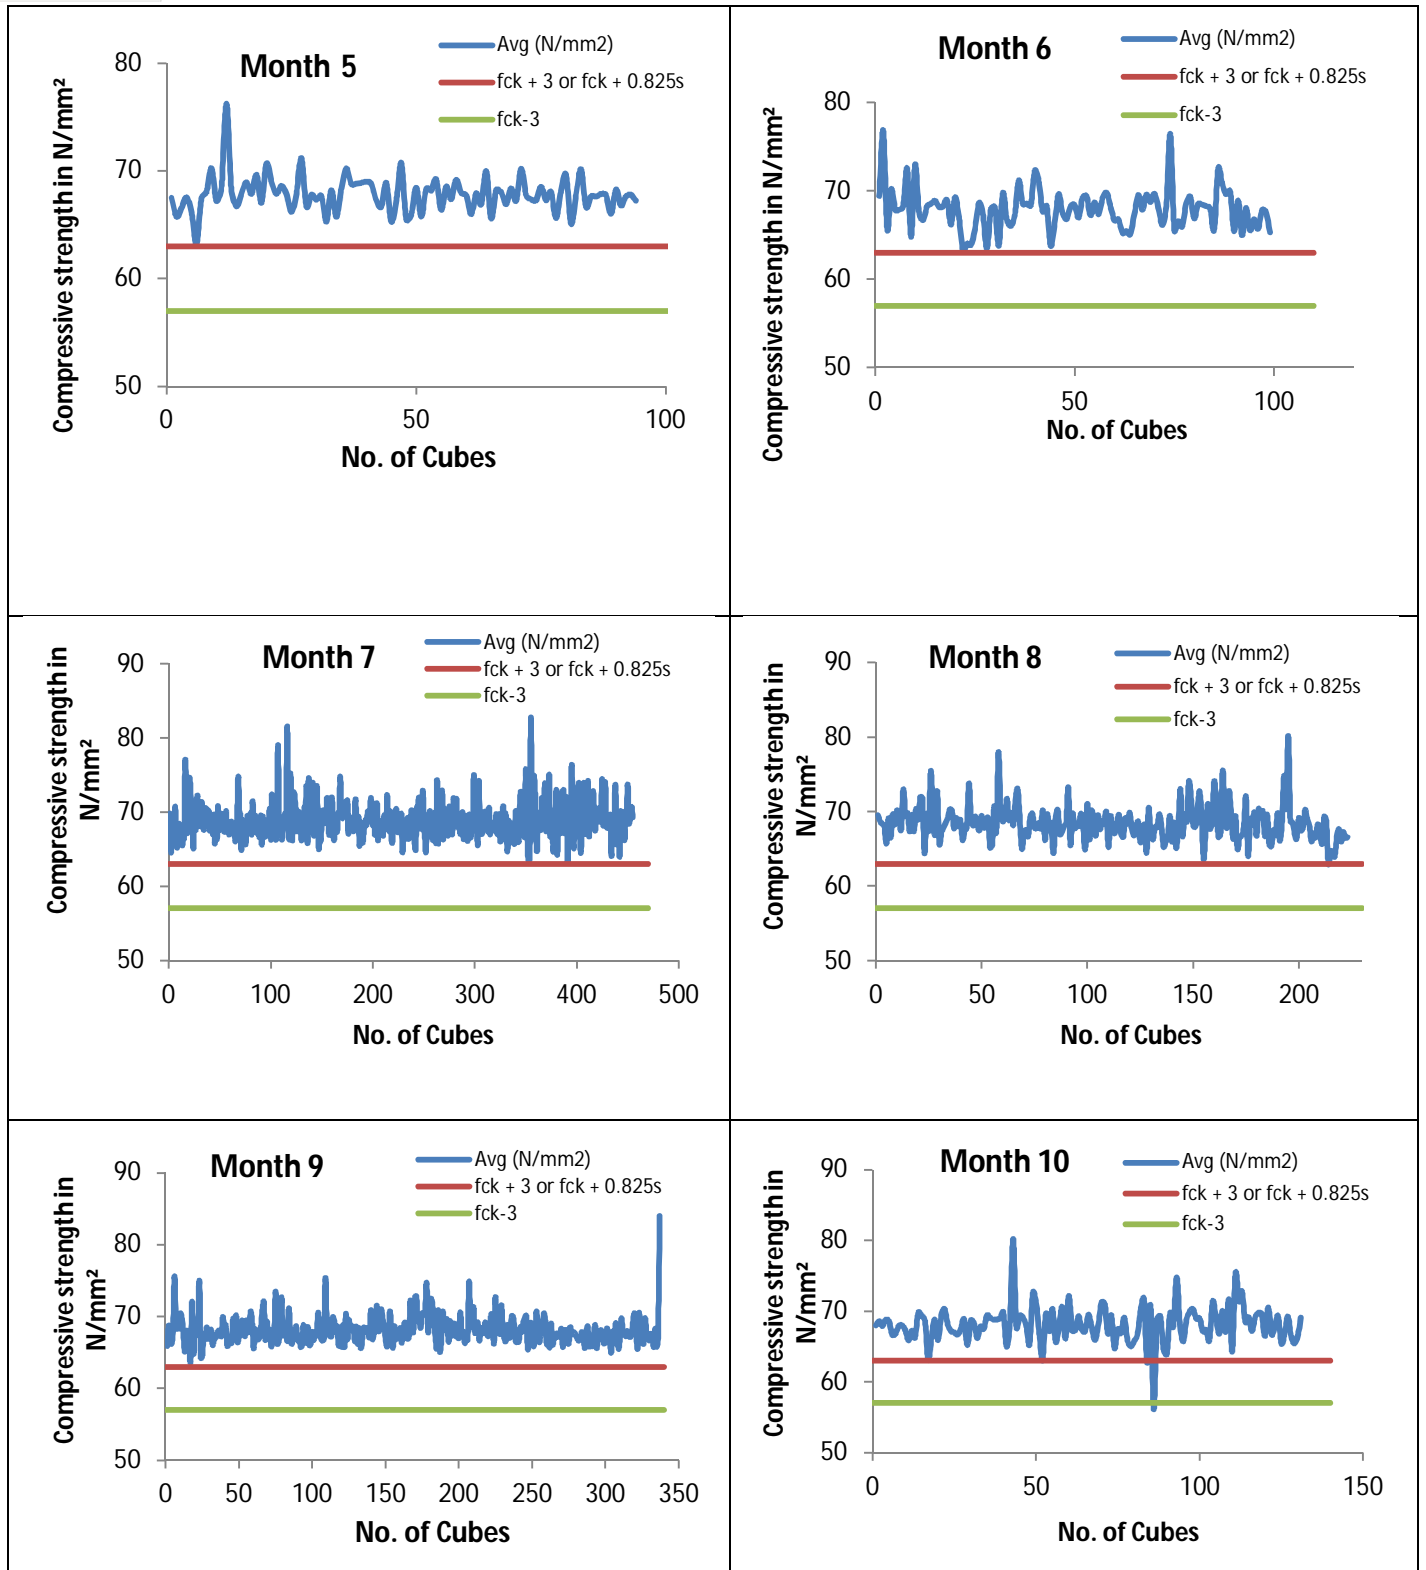 Month 5
Avg (N/mm2)
fck + 3 or fck + 0.825s
fck-3
Compressive strength in N/mm²
80
70
60
50
0 50 100
No. of Cubes
Month 6
Avg (N/mm2)
fck + 3 or fck + 0.825s
fck-3
Compressive strength in N/mm²
80
70
60
50
0 50 100
No. of Cubes
Month 7
Avg (N/mm2)
fck + 3 or fck + 0.825s
fck-3
Compressive strength in
N/mm²
90
80
70
60
50
0 100 200 300 400 500
No. of Cubes
Month 8
Avg (N/mm2)
fck + 3 or fck + 0.825s
fck-3
Compressive strength in
N/mm²
90
80
70
60
50
0 50 100 150 200
No. of Cubes
Month 9
Avg (N/mm2)
fck + 3 or fck + 0.825s
fck-3
Compressive strength in
N/mm²
90
80
70
60
50
0 50 100 150 200 250 300 350
No. of Cubes
Month 10
Avg (N/mm2)
fck + 3 or fck + 0.825s
fck-3
Compressive strength in
N/mm²
90
80
70
60
50
0 50 100 150
No. of Cubes